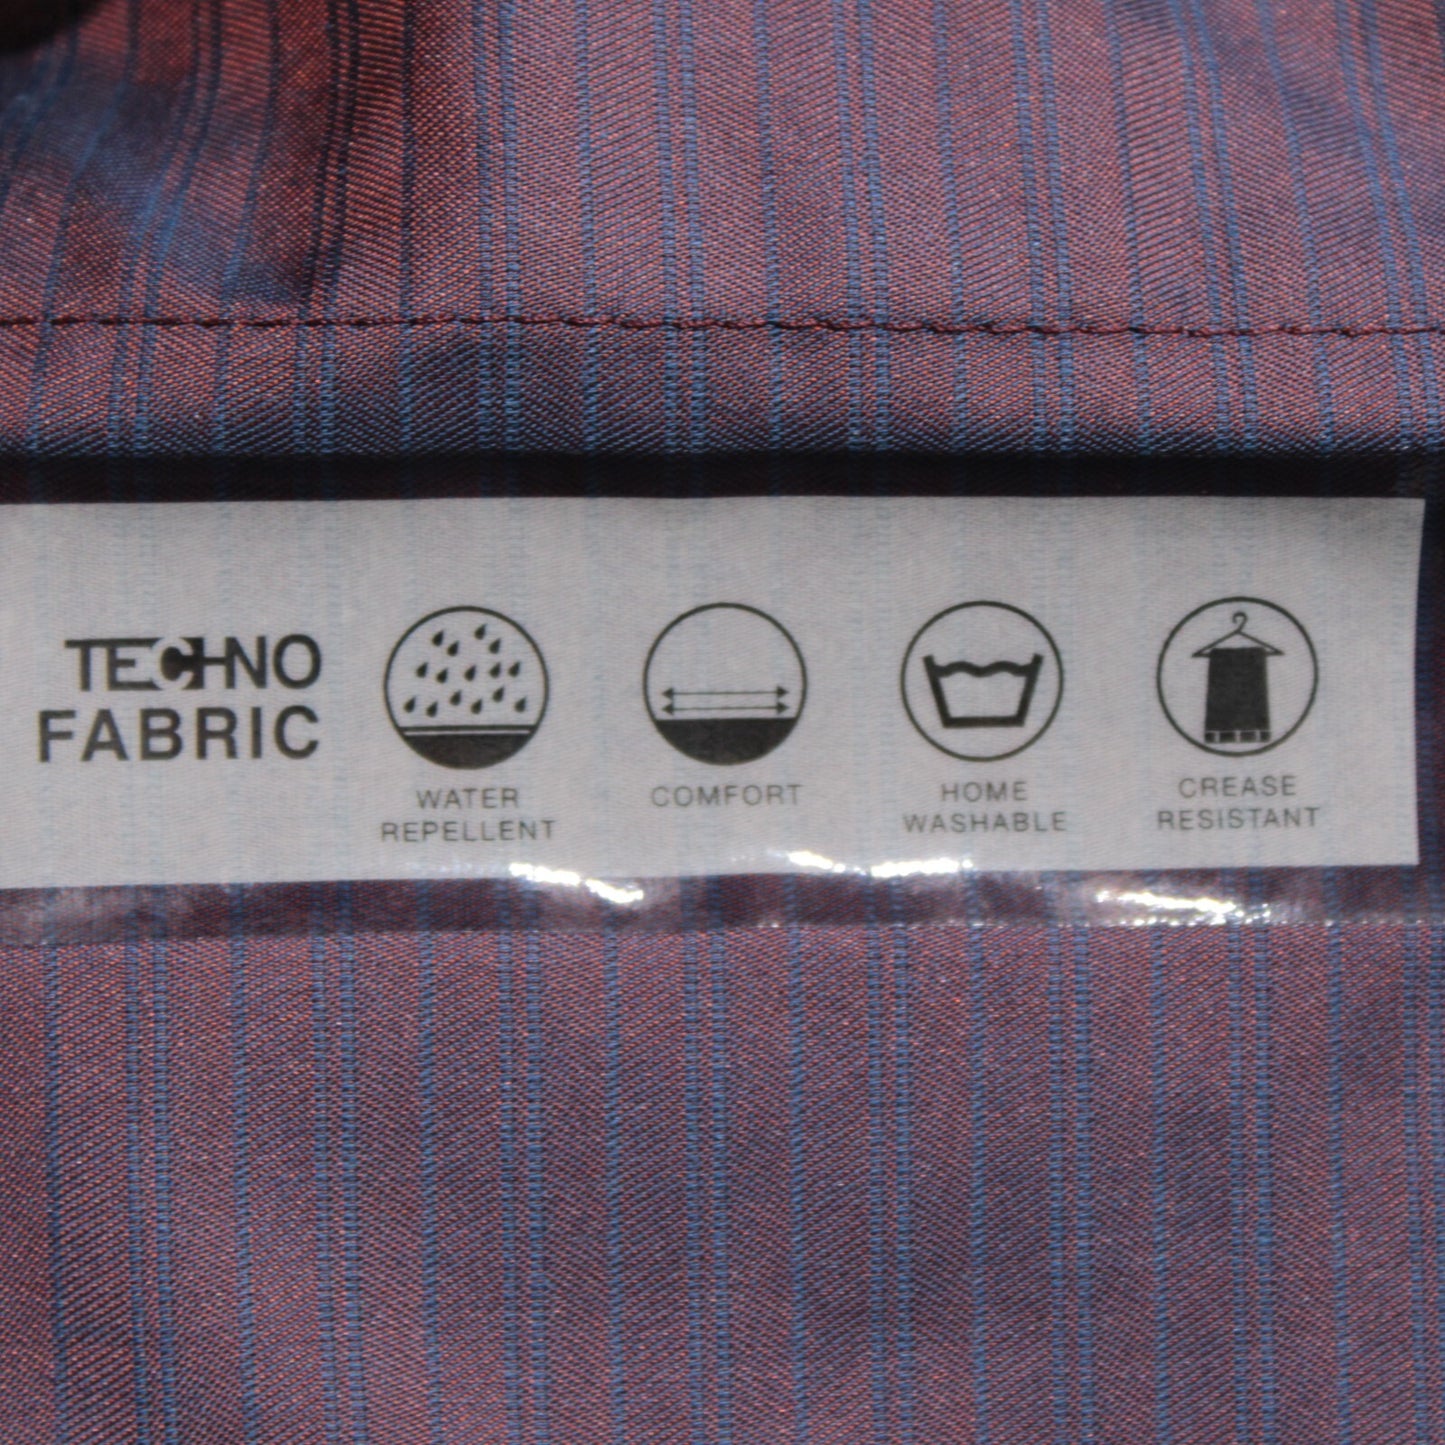 TECHNO
FABRIC
WATER
REPELLENT
COMFORT
HOME
WASHABLE
CREASE
RESISTANT